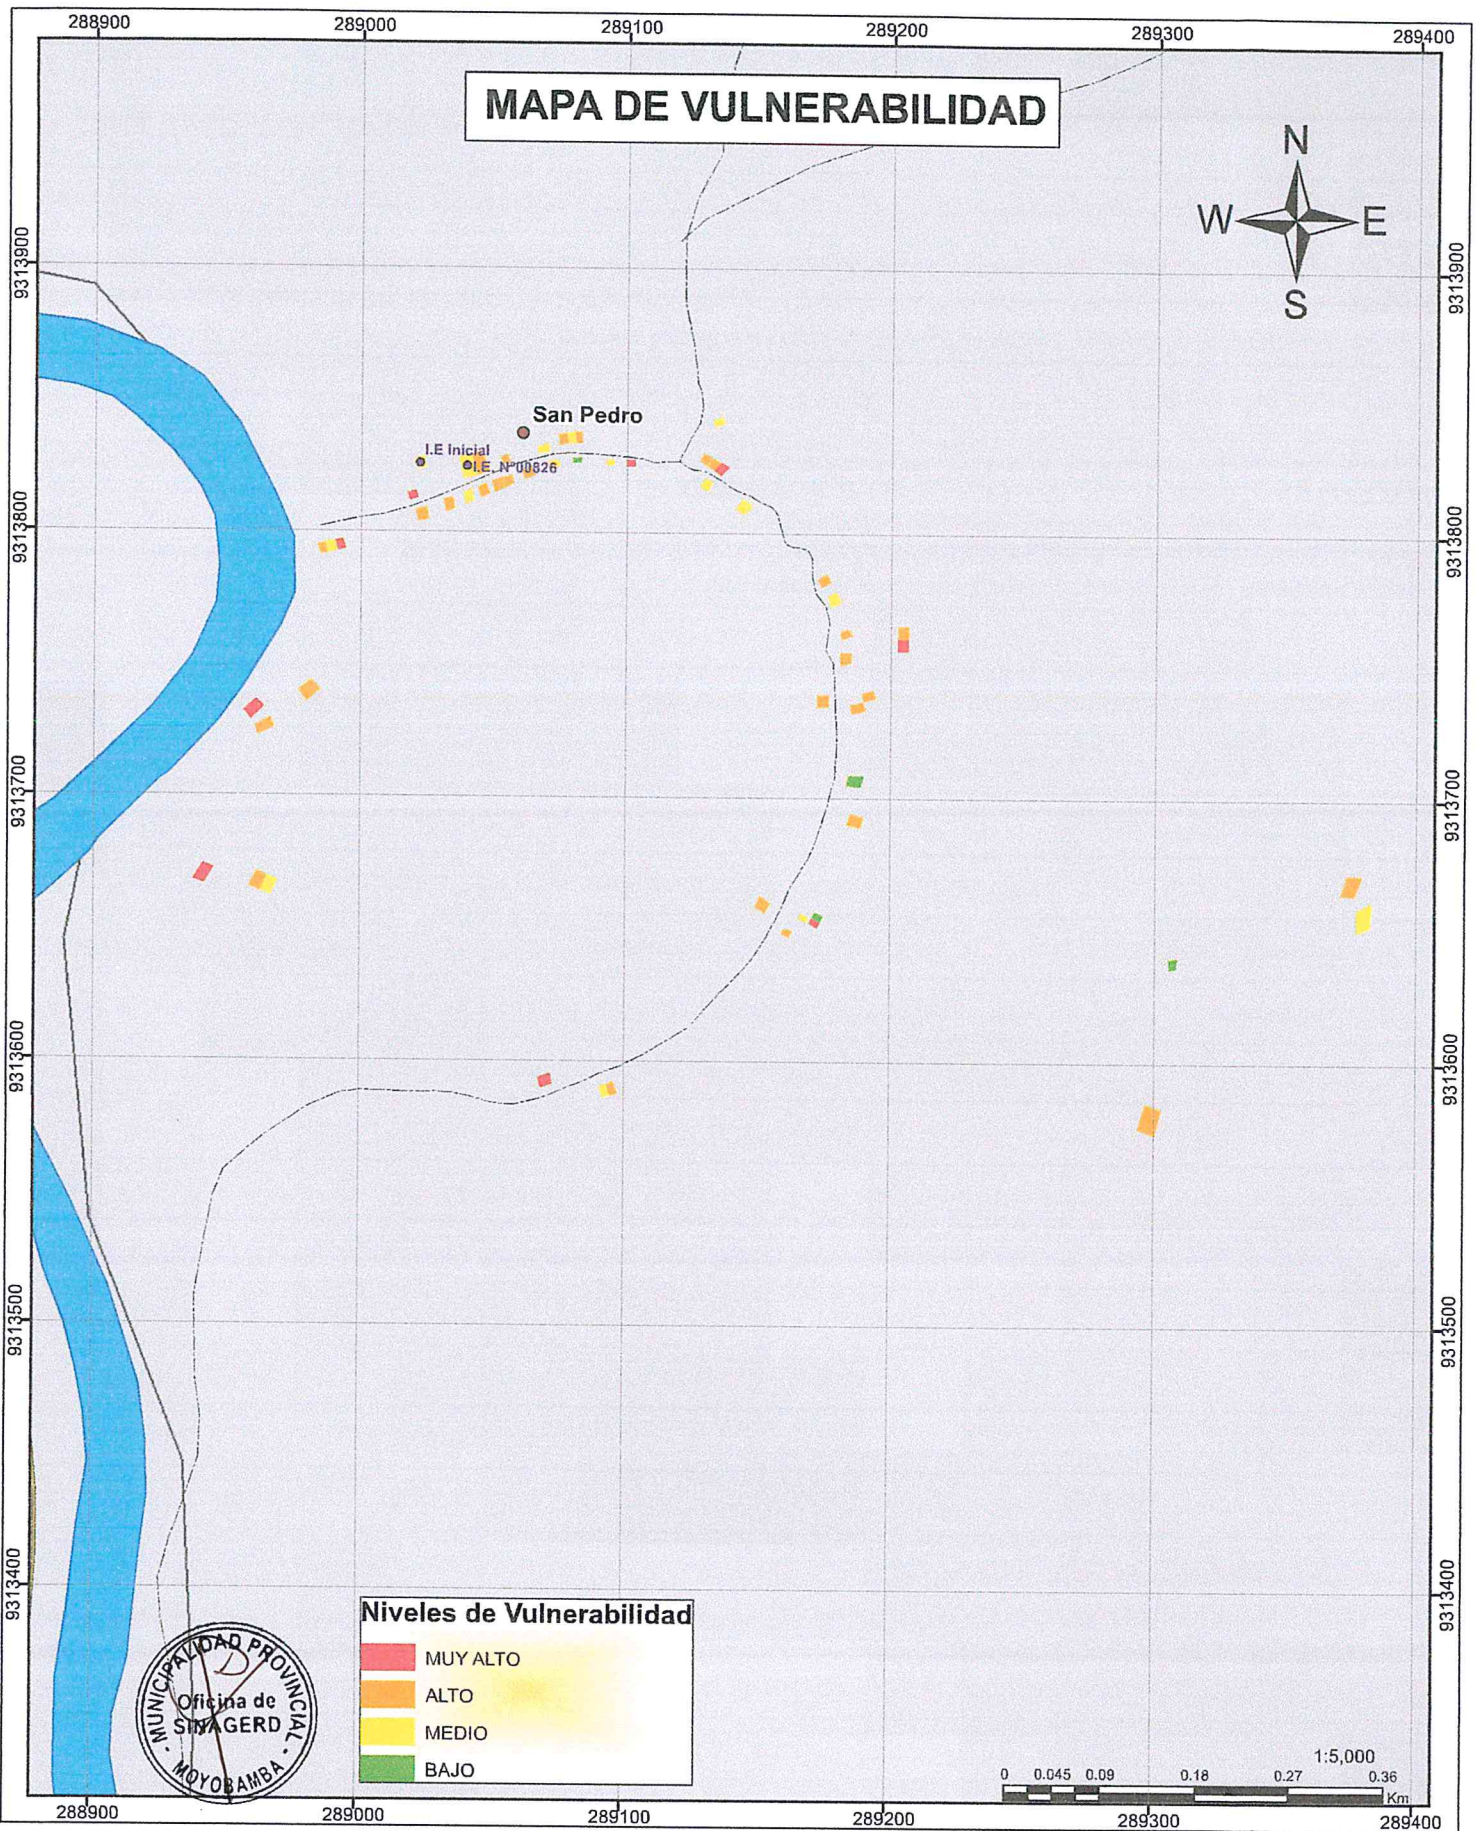 288900 289000 289100 289200 289300 289400
MAPA DE VULNERABILIDAD
N
W E
S
9313900 9313900
San Pedro
I.E Inicial
I.E. Nº00826
9313800 9313800
9313700 9313700
9313600 9313600
9313500 9313500
9313400 9313400
Niveles de Vulnerabilidad
MUY ALTO
ALTO
MEDIO
BAJO
MUNICIPALIDAD PROVINCIAL
Oficina de
SINAGERD
- MOYOBAMBA -
1:5,000
0 0.045 0.09 0.18 0.27 0.36
Km
288900 289000 289100 289200 289300 289400